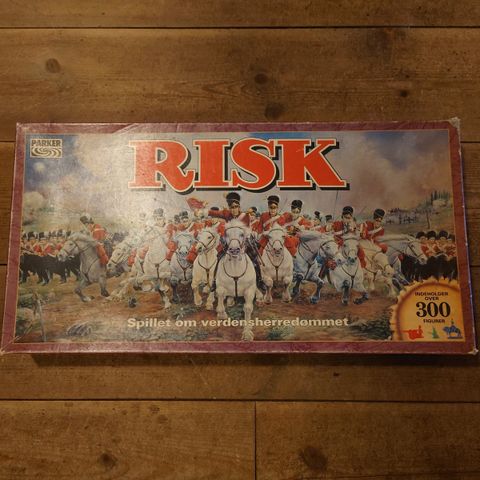 PARKER
RISK
Spillet om verdensherredømmet
INDEHOLDER
OVER
300
FIGURER